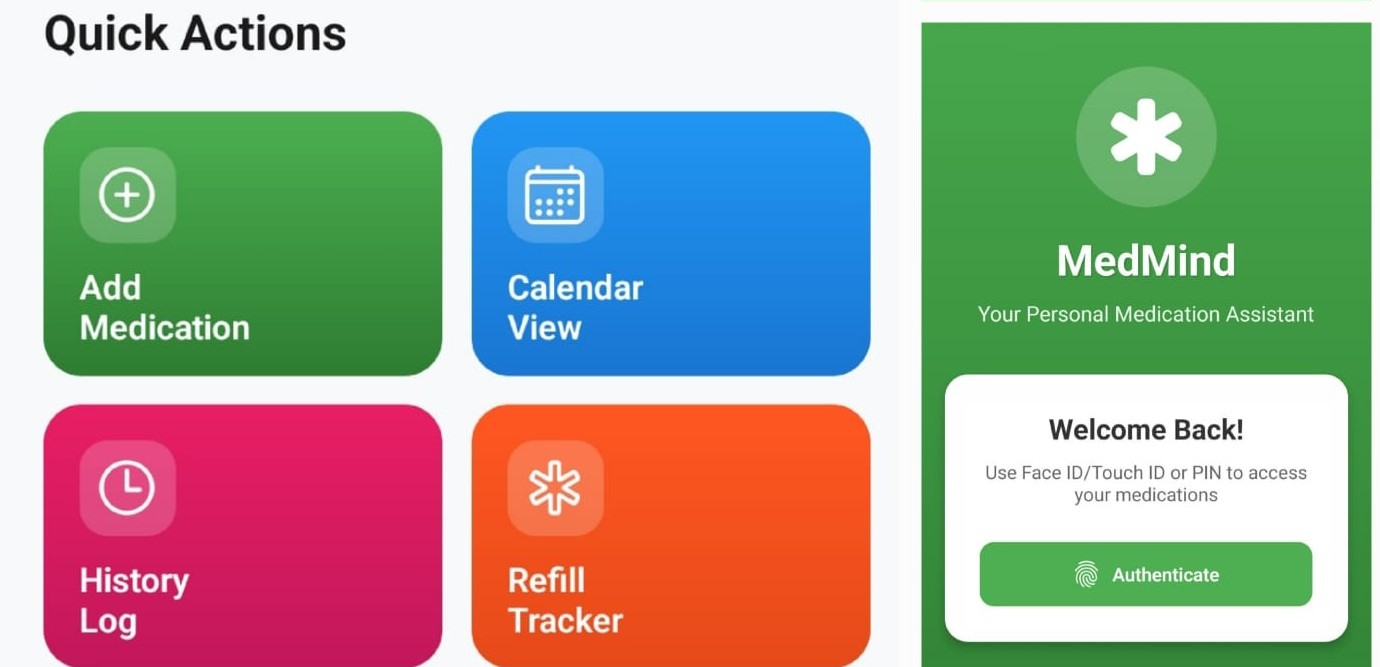 Quick Actions
Add
Medication
Calendar
View
History
Log
Refill
Tracker
MedMind
Your Personal Medication Assistant
Welcome Back!
Use Face ID/Touch ID or PIN to access
your medications
Authenticate